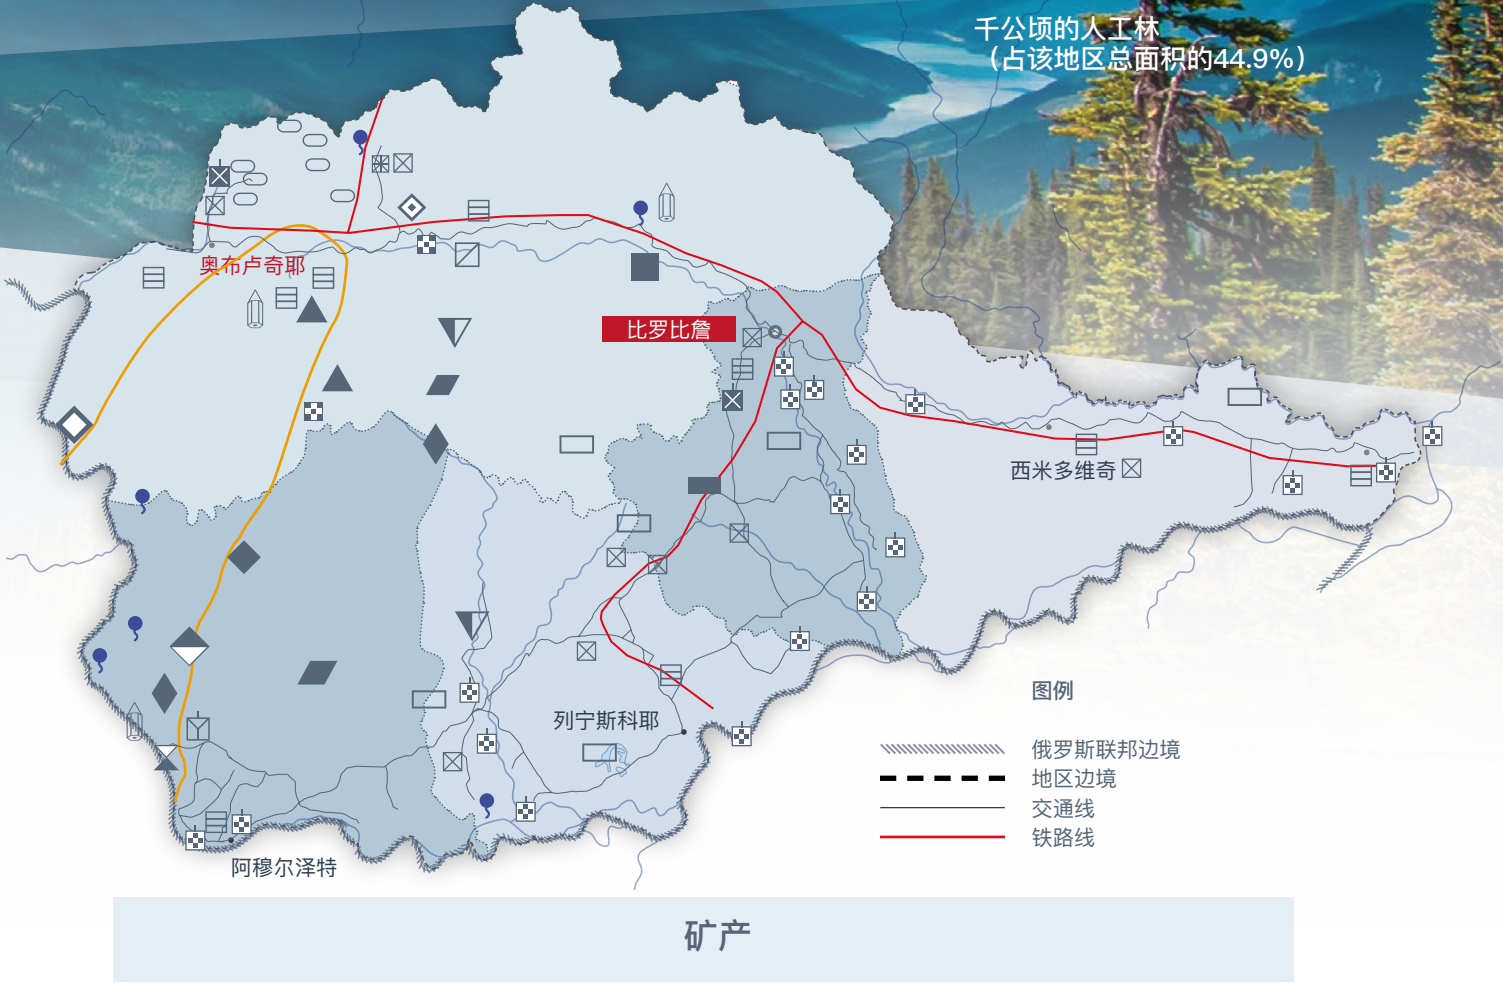 千公顷的人工林
（占该地区总面积的44.9%）
奥布卢奇耶
比罗比詹
西米多维奇
列宁斯科耶
阿穆尔泽特
图例
俄罗斯联邦边境
地区边境
交通线
铁路线
矿产